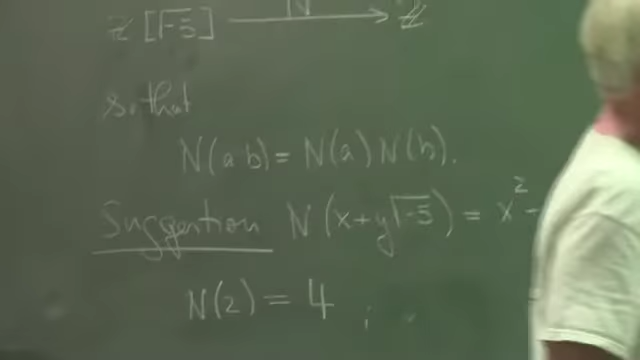 ℤ[√-5] → N ℤ
so that
N(ab) = N(a)N(b).
Suggestion N(x+y√-5) = x² -
N(2) = 4 ;